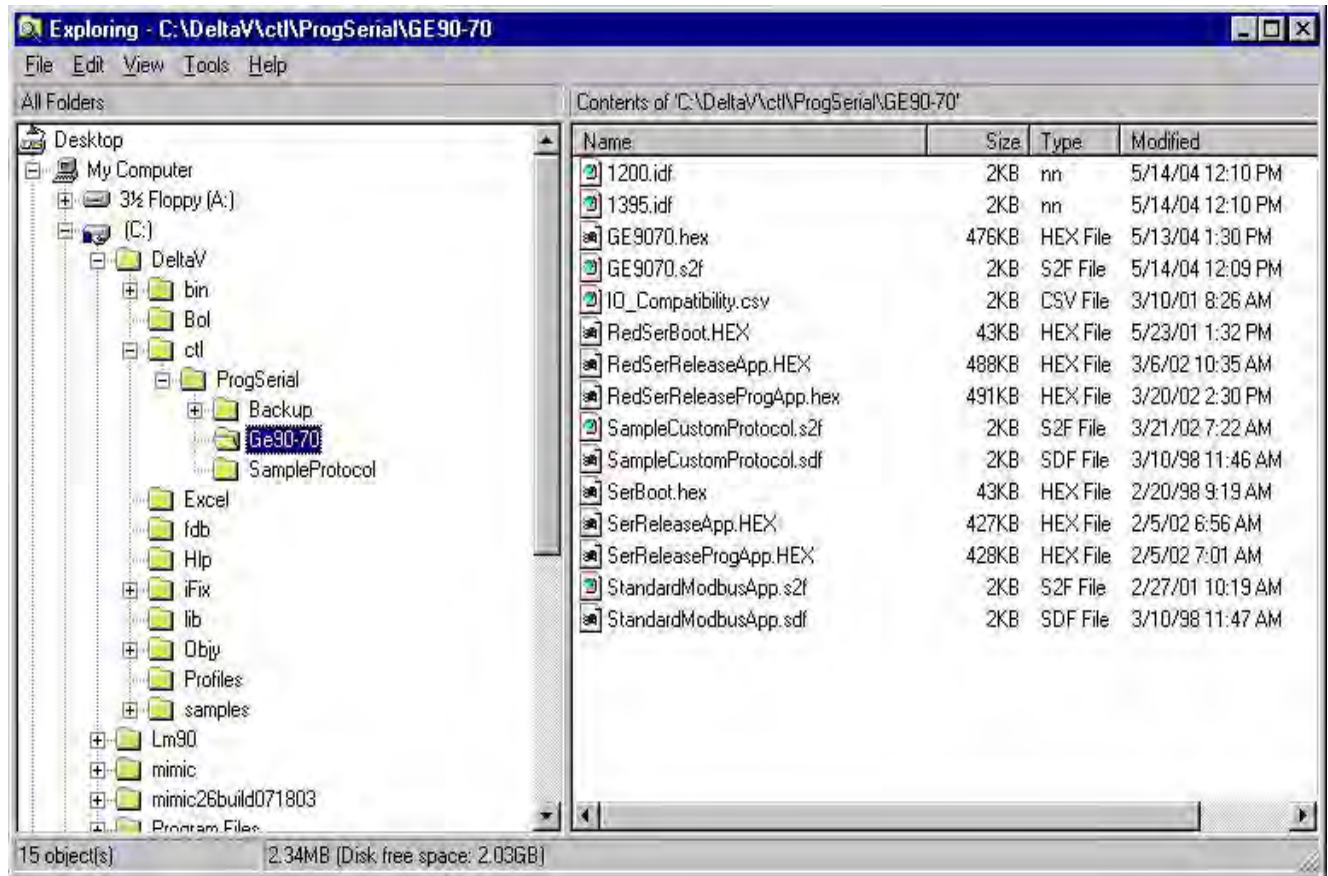 Exploring - C:\DeltaV\ctl\ProgSerial\GE90-70
File Edit View Tools Help
All Folders
Contents of 'C:\DeltaV\ctl\ProgSerial\GE90-70'
Desktop
My Computer
3½ Floppy (A:)
(C:)
DeltaV
bin
Bol
ctl
ProgSerial
Backup
Ge90-70
SampleProtocol
Excel
fdb
Hlp
iFix
lib
Objy
Profiles
samples
Lm90
mimic
mimic26build071803
Program Files
Name Size Type Modified
1200.idf 2KB nn 5/14/04 12:10 PM
1395.idf 2KB nn 5/14/04 12:10 PM
GE9070.hex 476KB HEX File 5/13/04 1:30 PM
GE9070.s2f 2KB S2F File 5/14/04 12:09 PM
IO_Compatibility.csv 2KB CSV File 3/10/01 8:26 AM
RedSerBoot.HEX 43KB HEX File 5/23/01 1:32 PM
RedSerReleaseApp.HEX 488KB HEX File 3/6/02 10:35 AM
RedSerReleaseProgApp.hex 491KB HEX File 3/20/02 2:30 PM
SampleCustomProtocol.s2f 2KB S2F File 3/21/02 7:22 AM
SampleCustomProtocol.sdf 2KB SDF File 3/10/98 11:46 AM
SerBoot.hex 43KB HEX File 2/20/98 9:19 AM
SerReleaseApp.HEX 427KB HEX File 2/5/02 6:56 AM
SerReleaseProgApp.HEX 428KB HEX File 2/5/02 7:01 AM
StandardModbusApp.s2f 2KB S2F File 2/27/01 10:19 AM
StandardModbusApp.sdf 2KB SDF File 3/10/98 11:47 AM
15 object(s) 2.34MB (Disk free space: 2.03GB)